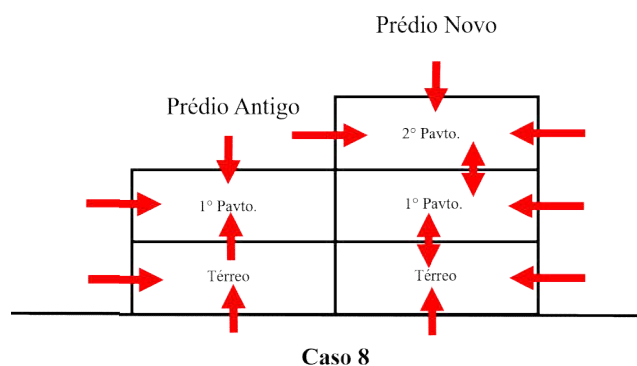 Prédio Novo
Prédio Antigo
2° Pavto.
1° Pavto.
1° Pavto.
Térreo
Térreo
Caso 8